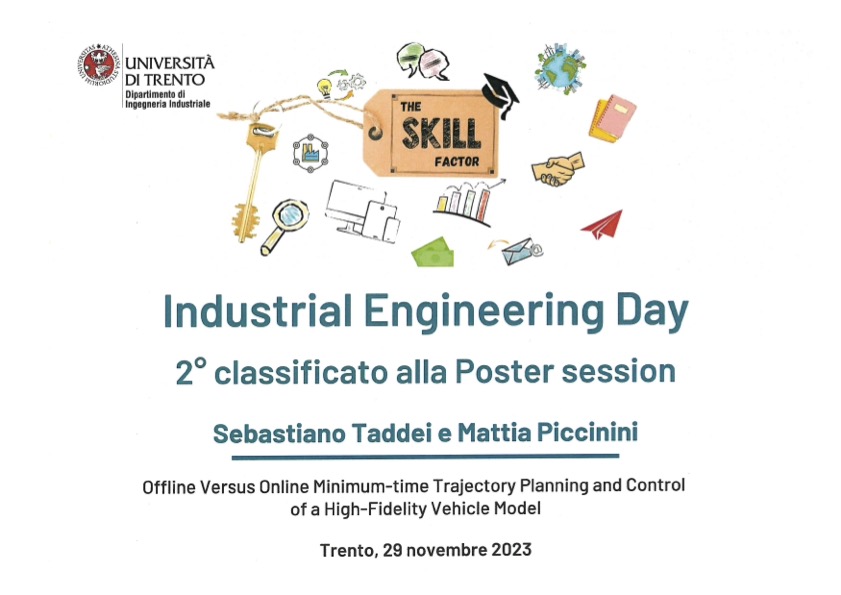 UNIVERSITÀ
DI TRENTO
Dipartimento di
Ingegneria Industriale
THE
SKILL
FACTOR
Industrial Engineering Day
2° classificato alla Poster session
Sebastiano Taddei e Mattia Piccinini
Offline Versus Online Minimum-time Trajectory Planning and Control
of a High-Fidelity Vehicle Model
Trento, 29 novembre 2023